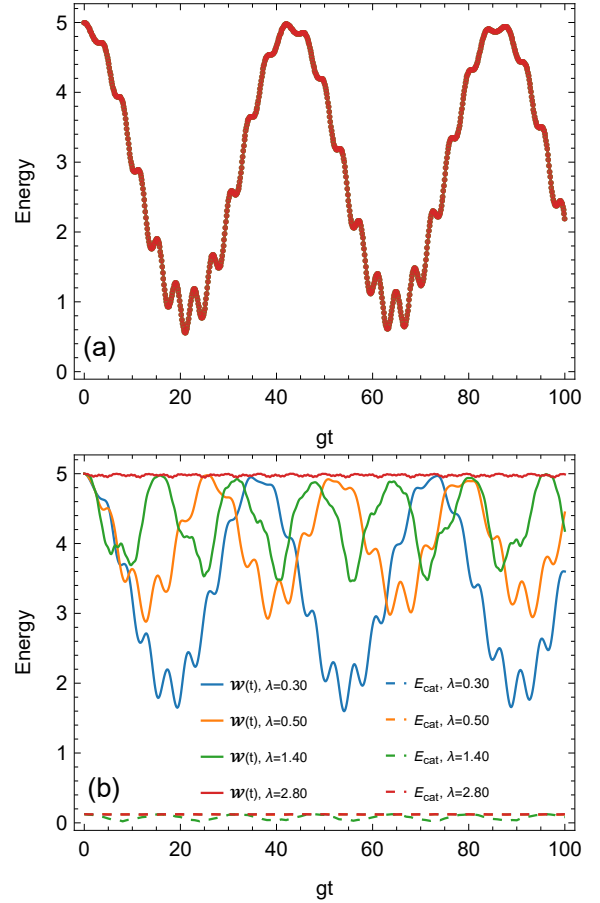 5
4
3
2
1
0
Energy
(a)
0 20 40 60 80 100
gt
5
4
3
2
1
0
Energy
𝒲(t), λ=0.30 E_cat, λ=0.30
𝒲(t), λ=0.50 E_cat, λ=0.50
𝒲(t), λ=1.40 E_cat, λ=1.40
𝒲(t), λ=2.80 E_cat, λ=2.80
(b)
0 20 40 60 80 100
gt